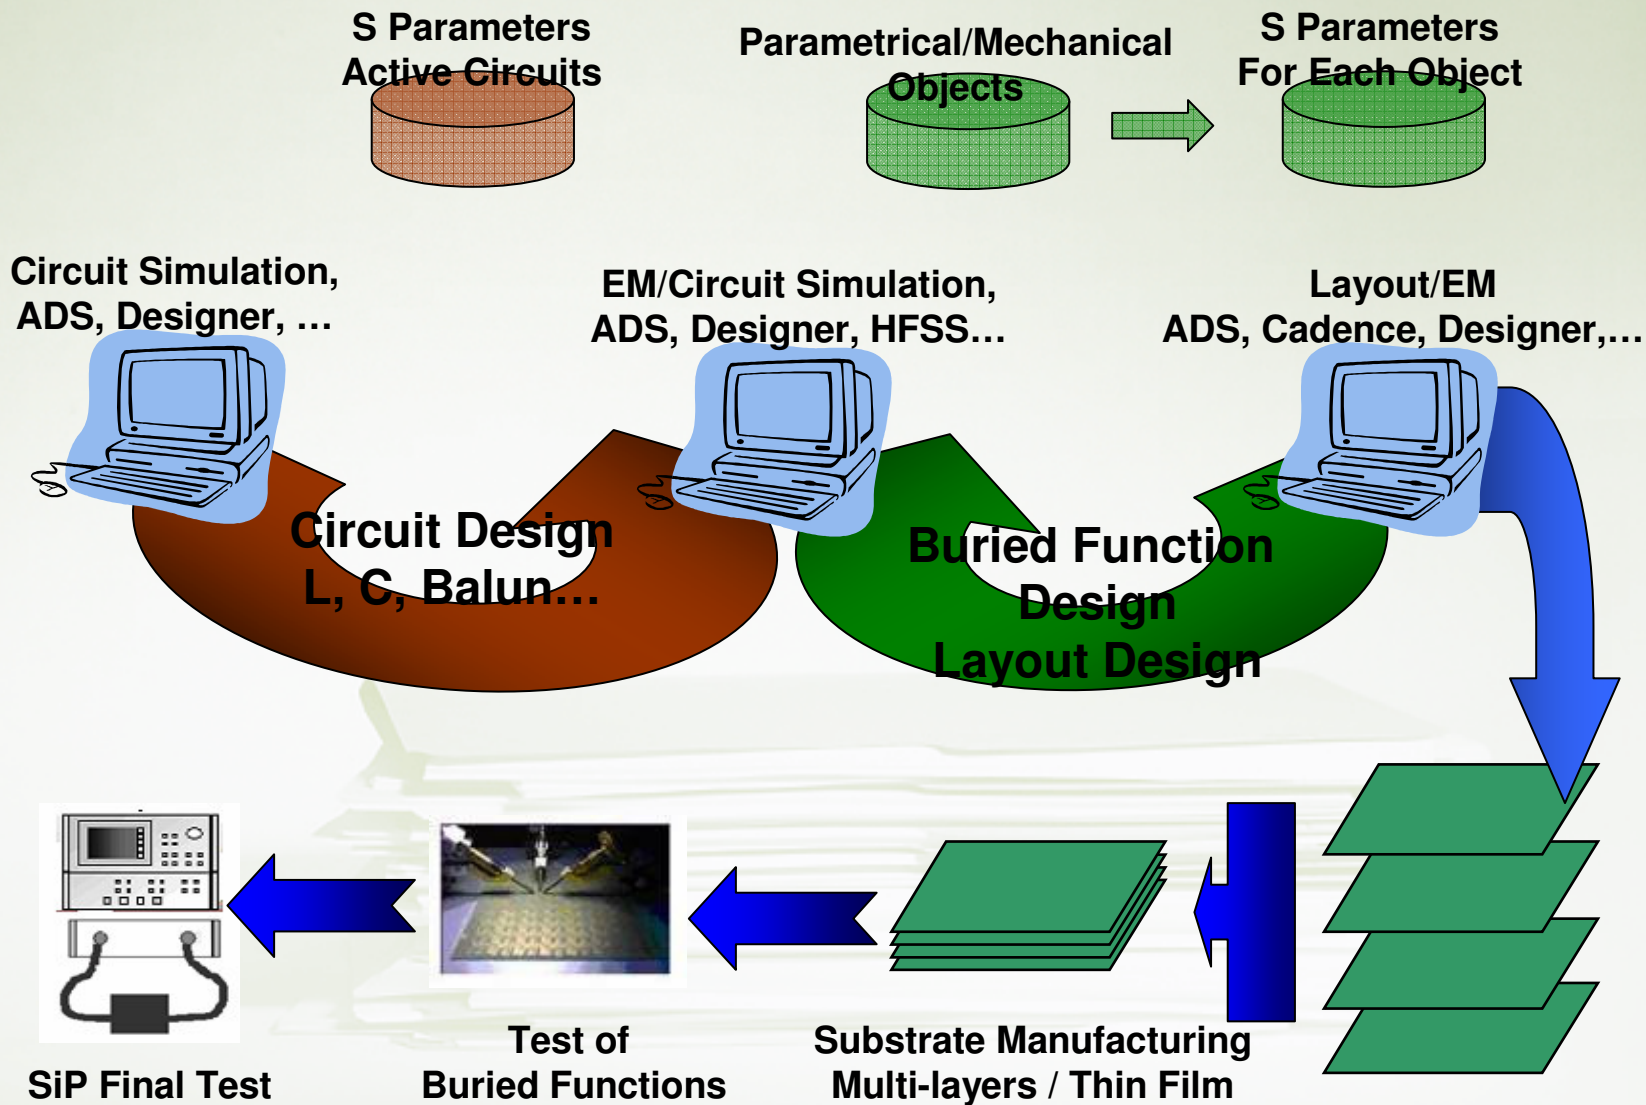 S Parameters
Active Circuits
Parametrical/Mechanical
Objects
S Parameters
For Each Object
Circuit Simulation,
ADS, Designer, …
EM/Circuit Simulation,
ADS, Designer, HFSS…
Layout/EM
ADS, Cadence, Designer,…
Circuit Design
L, C, Balun…
Buried Function
Design
Layout Design
SiP Final Test
Test of
Buried Functions
Substrate Manufacturing
Multi-layers / Thin Film